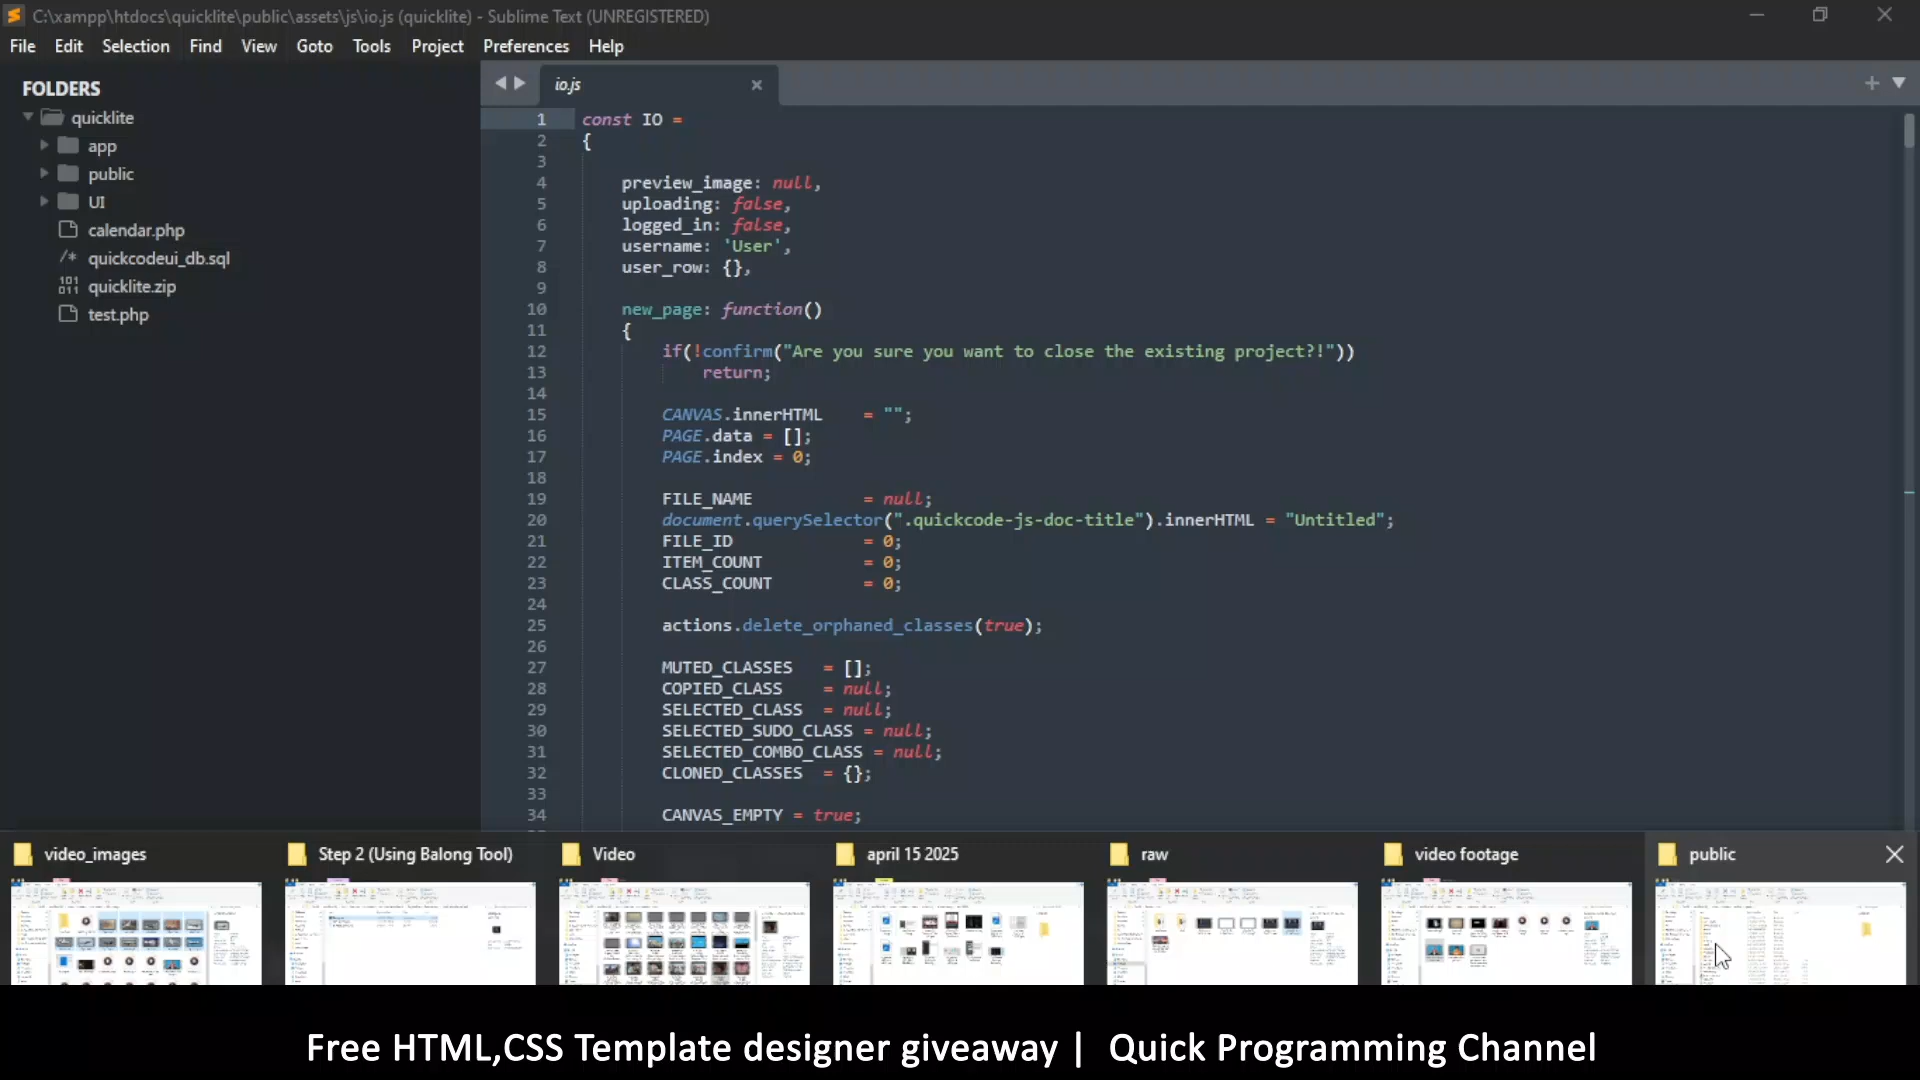 C:\xampp\htdocs\quicklite\public\assets\js\io.js (quicklite) - Sublime Text (UNREGISTERED)
File Edit Selection Find View Goto Tools Project Preferences Help
FOLDERS
quicklite
app
public
UI
calendar.php
/* quickcodeui_db.sql
quicklite.zip
test.php
io.js
1 const IO =
2 {
3
4 preview_image: null,
5 uploading: false,
6 logged_in: false,
7 username: 'User',
8 user_row: {},
9
10 new_page: function()
11 {
12 if(!confirm("Are you sure you want to close the existing project?!"))
13 return;
14
15 CANVAS.innerHTML = "";
16 PAGE.data = [];
17 PAGE.index = 0;
18
19 FILE_NAME = null;
20 document.querySelector(".quickcode-js-doc-title").innerHTML = "Untitled";
21 FILE_ID = 0;
22 ITEM_COUNT = 0;
23 CLASS_COUNT = 0;
24
25 actions.delete_orphaned_classes(true);
26
27 MUTED_CLASSES = [];
28 COPIED_CLASS = null;
29 SELECTED_CLASS = null;
30 SELECTED_SUDO_CLASS = null;
31 SELECTED_COMBO_CLASS = null;
32 CLONED_CLASSES = {};
33
34 CANVAS_EMPTY = true;
video_images Step 2 (Using Balong Tool) Video april 15 2025 raw video footage public
Free HTML,CSS Template designer giveaway | Quick Programming Channel